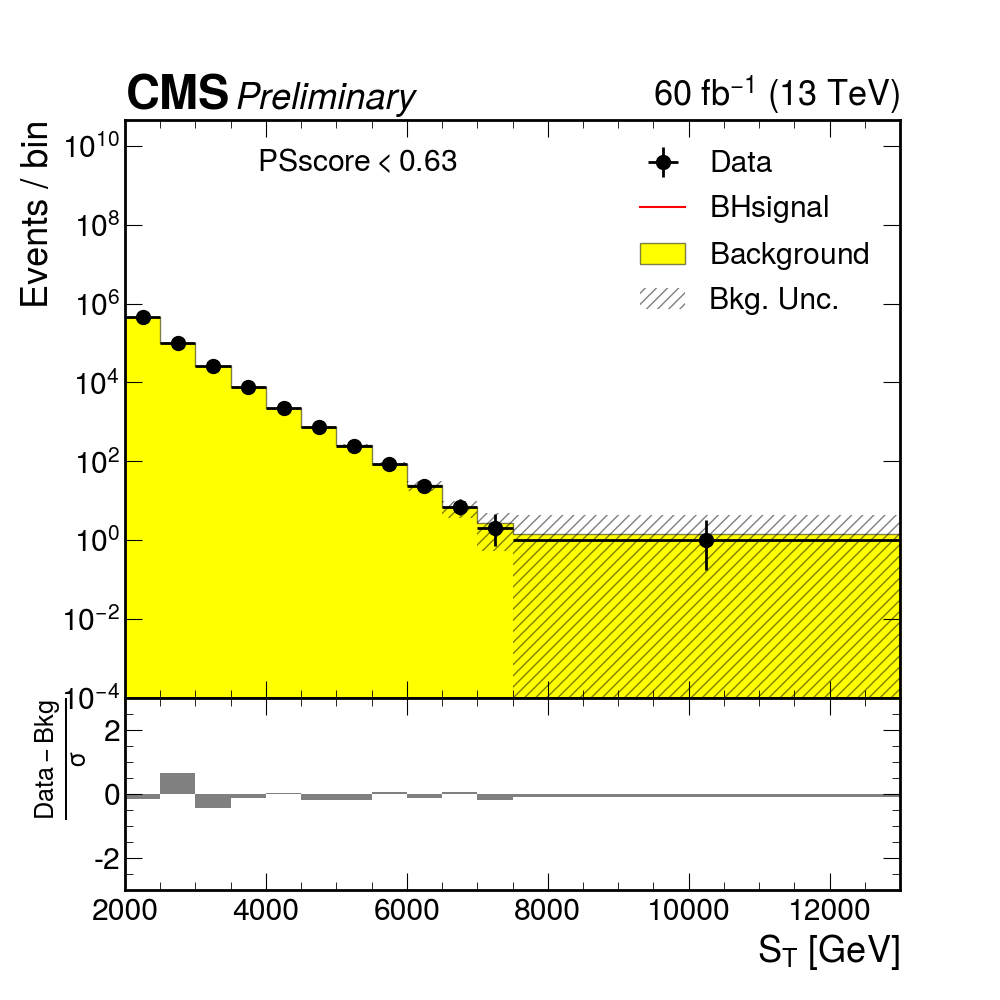 CMS Preliminary 60 fb⁻¹ (13 TeV)
Events / bin
PSscore < 0.63
Data
BHsignal
Background
Bkg. Unc.
10¹⁰
10⁸
10⁶
10⁴
10²
10⁰
10⁻²
10⁻⁴
Data – Bkg
σ
2
0
-2
2000 4000 6000 8000 10000 12000
S_T [GeV]